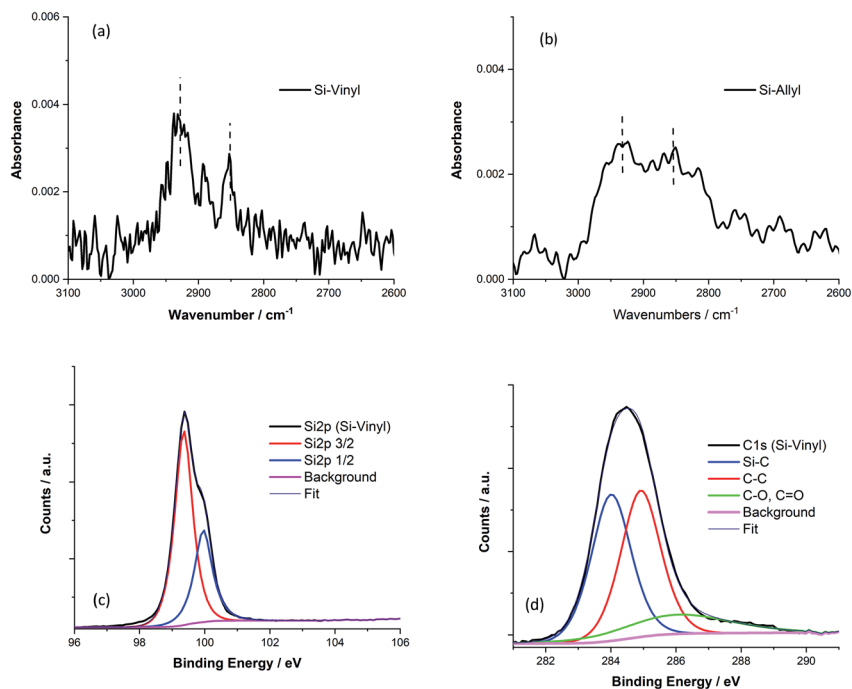 (a)
0.006
0.004
0.002
0.000
Absorbance
Si-Vinyl
3100 3000 2900 2800 2700 2600
Wavenumber / cm-1
(b)
0.004
0.002
0.000
Absorbance
Si-Allyl
3100 3000 2900 2800 2700 2600
Wavenumbers / cm-1
Counts / a.u.
Si2p (Si-Vinyl)
Si2p 3/2
Si2p 1/2
Background
Fit
(c)
96 98 100 102 104 106
Binding Energy / eV
Counts / a.u.
C1s (Si-Vinyl)
Si-C
C-C
C-O, C=O
Background
Fit
(d)
282 284 286 288 290
Binding Energy / eV